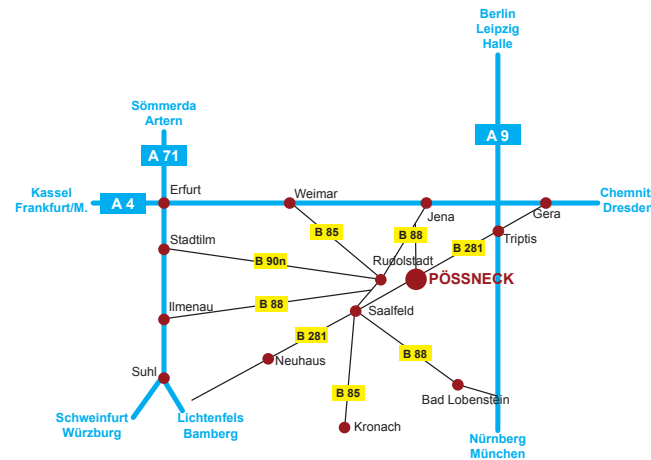 Berlin
Leipzig
Halle
Sömmerda
Artern
A 9
A 71
Kassel
Frankfurt/M.
A 4
Erfurt
Weimar
Jena
Gera
Chemnit
Dresden
B 85
B 88
Triptis
Stadtilm
B 281
B 90n
Rudolstadt
PÖSSNECK
B 88
Ilmenau
Saalfeld
B 281
Neuhaus
B 88
Suhl
B 85
Bad Lobenstein
Schweinfurt
Würzburg
Lichtenfels
Bamberg
Kronach
Nürnberg
München